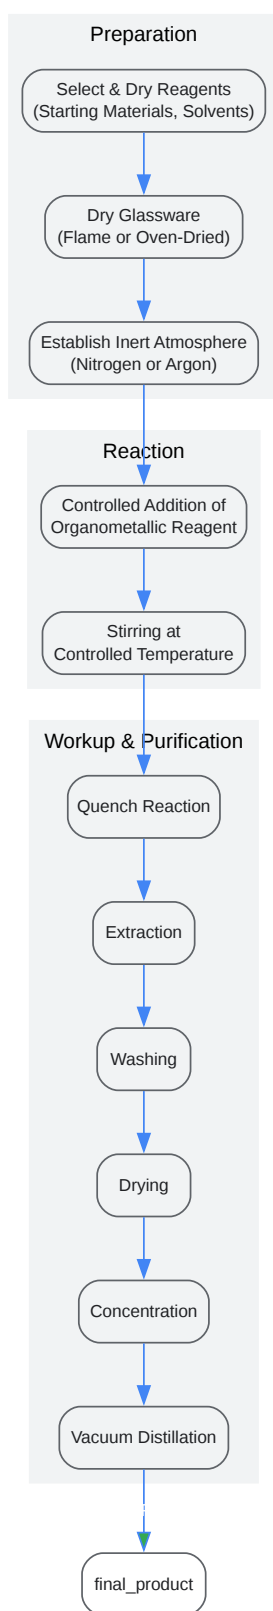 Preparation
Select & Dry Reagents
(Starting Materials, Solvents)
Dry Glassware
(Flame or Oven-Dried)
Establish Inert Atmosphere
(Nitrogen or Argon)
Reaction
Controlled Addition of
Organometallic Reagent
Stirring at
Controlled Temperature
Workup & Purification
Quench Reaction
Extraction
Washing
Drying
Concentration
Vacuum Distillation
final_product